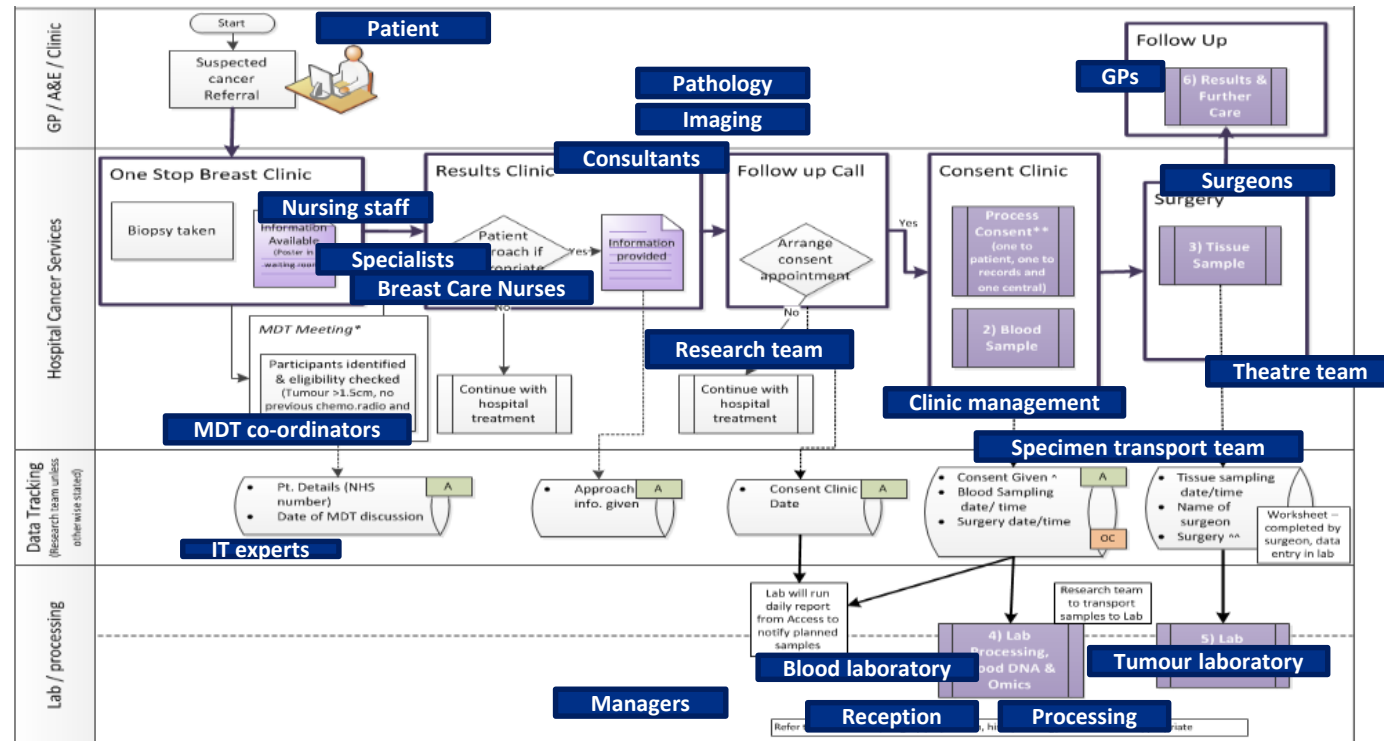 GP / A&E / Clinic
Start
Patient
Suspected
cancer
Referral
Pathology
Imaging
Follow Up
GPs
6) Results &
Further
Care
Hospital Cancer Services
One Stop Breast Clinic
Biopsy taken
Nursing staff
Information
Available
(Poster in
waiting room
Specialists
Breast Care Nurses
MDT Meeting*
Participants identified
& eligibility checked
(Tumour >1.5cm, no
previous chemo.radio and
MDT co-ordinators
Results Clinic
Consultants
Patient
if
Yes
Information
provided
No
Continue with
hospital
treatment
Follow up Call
Arrange
consent
appointment
Yes
No
Research team
Continue with
hospital
treatment
Consent Clinic
Process
Consent**
(one to
patient, one to
records and
one central)
2) Blood
Sample
Clinic management
Surgeons
Surgery
3) Tissue
Sample
Theatre team
Specimen transport team
Data Tracking
(Research team unless
otherwise stated)
• Pt. Details (NHS
number)
• Date of MDT discussion
A
IT experts
• Approach
info. given
A
• Consent Clinic
Date
A
• Consent Given ^
• Blood Sampling
date/ time
• Surgery date/time
A
OC
• Tissue sampling
date/time
• Name of
surgeon
• Surgery ^^
Worksheet –
completed by
surgeon, data
entry in lab
Lab / processing
Lab will run
daily report
from Access to
notify planned
samples
Research team
to transport
samples to Lab
4) Lab
Processing,
DNA &
Omics
5) Lab
Blood laboratory
Tumour laboratory
Managers
Reception
Processing
Refer